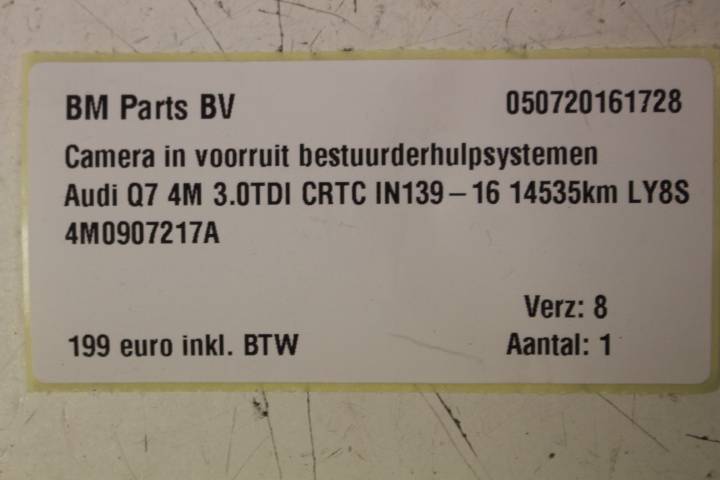 BM Parts BV 050720161728
Camera in voorruit bestuurderhulpsystemen
Audi Q7 4M 3.0TDI CRTC IN139-16 14535km LY8S
4M0907217A
Verz: 8
199 euro inkl. BTW Aantal: 1